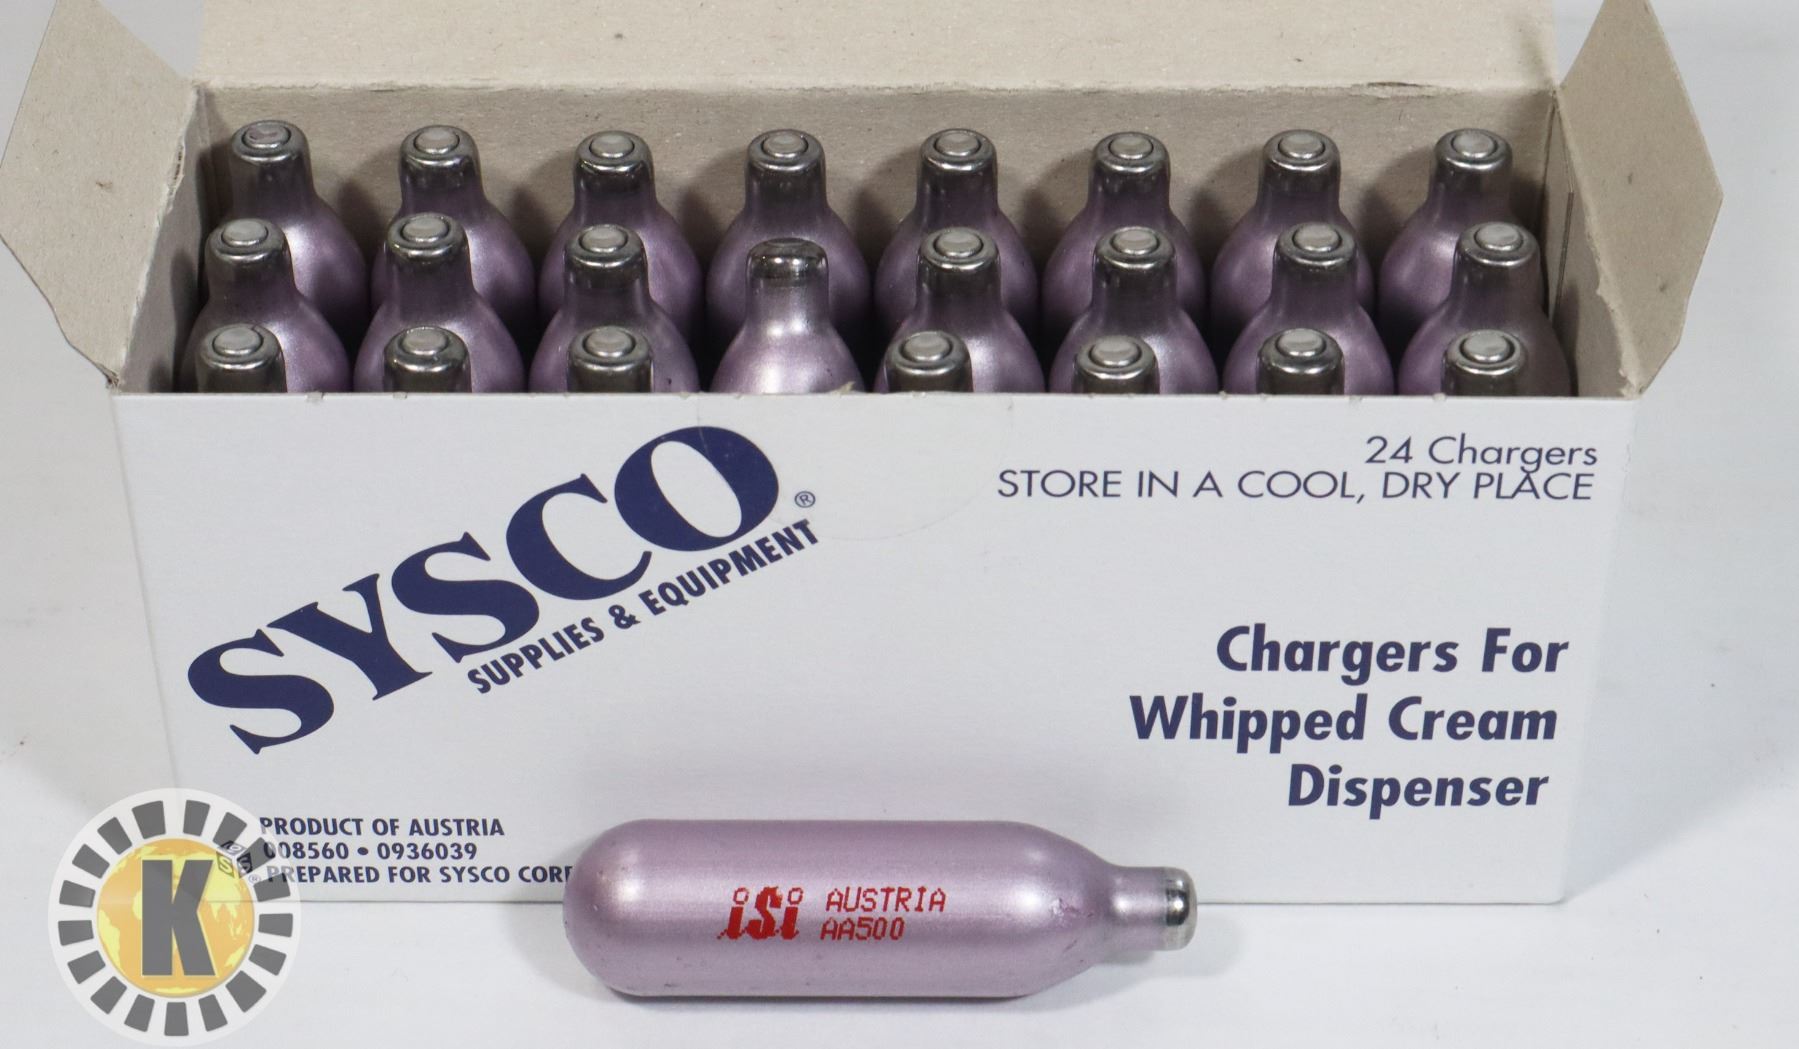 24 Chargers
STORE IN A COOL, DRY PLACE
SYSCO®
SUPPLIES & EQUIPMENT
Chargers For
Whipped Cream
Dispenser
PRODUCT OF AUSTRIA
008560 • 0936039
PREPARED FOR SYSCO
iSi AUSTRIA
AA500
K